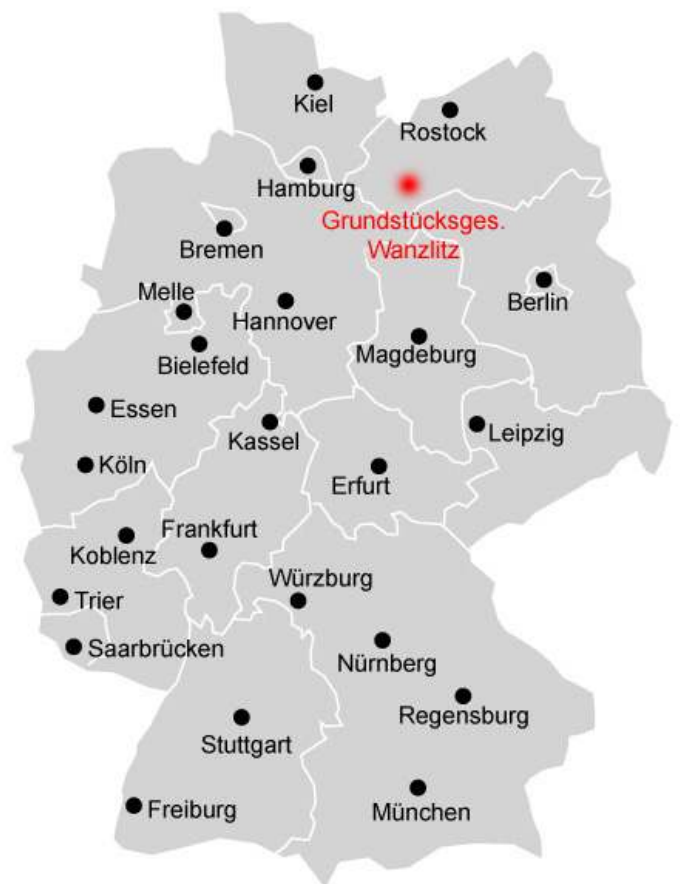 Kiel
Rostock
Hamburg
Grundstücksges.
Wanzlitz
Bremen
Melle
Hannover
Berlin
Bielefeld
Magdeburg
Essen
Kassel
Leipzig
Köln
Erfurt
Frankfurt
Koblenz
Würzburg
Trier
Saarbrücken
Nürnberg
Regensburg
Stuttgart
Freiburg
München